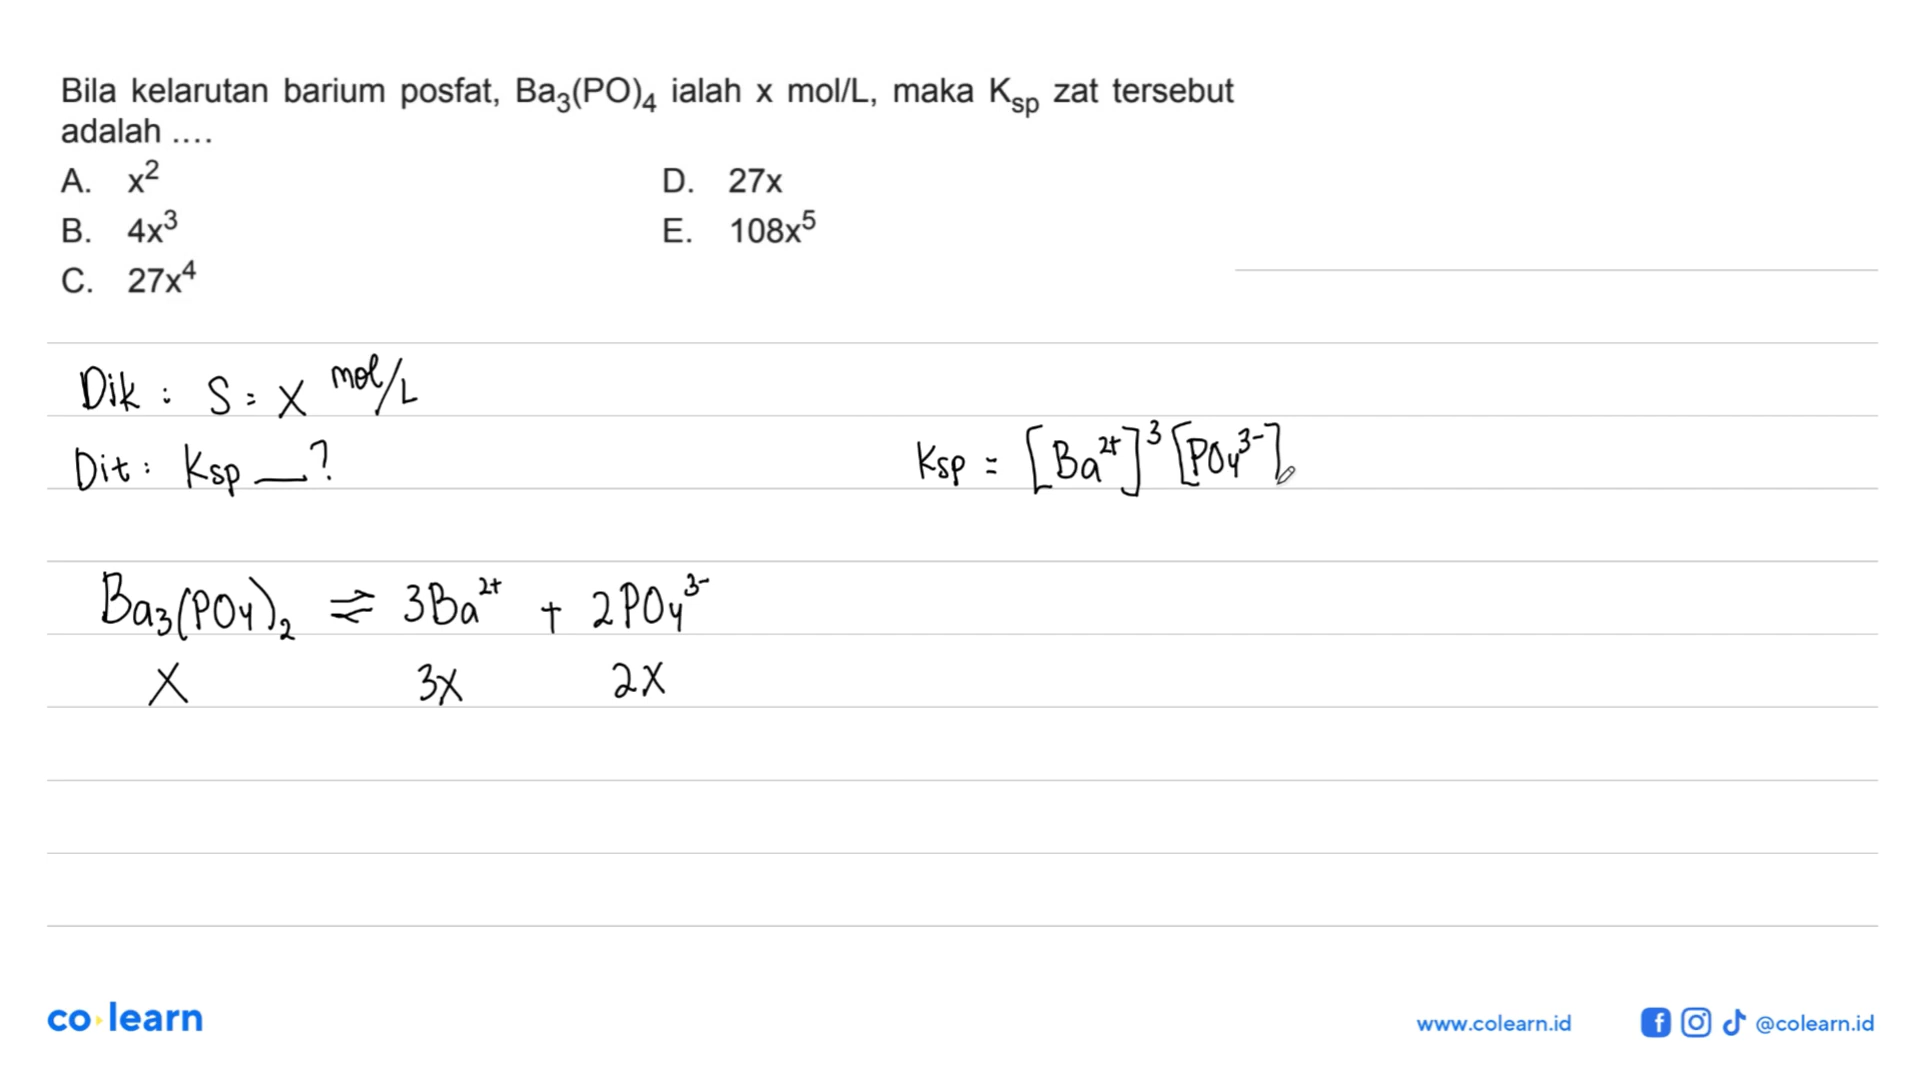 Bila kelarutan barium posfat, Ba₃(PO)₄ ialah x mol/L, maka Kₛₚ zat tersebut
adalah ....
A. x²
B. 4x³
C. 27x⁴
D. 27x
E. 108x⁵
Dik : S = X mol/L
Dit : Ksp __ ?
Ksp = [Ba²⁺]³ [PO₄³⁻]
Ba₃(PO₄)₂ ⇌ 3Ba²⁺ + 2PO₄³⁻
X 3X 2X
co learn
www.colearn.id
@colearn.id